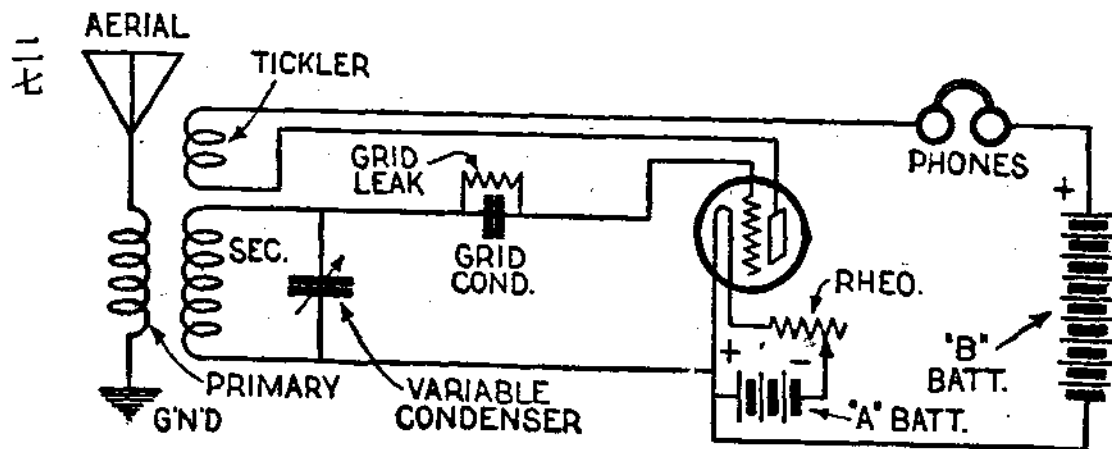 AERIAL
TICKLER
GRID
LEAK
PHONES
+
SEC.
GRID
COND.
RHEO.
"B"
BATT.
+
-
PRIMARY
VARIABLE
CONDENSER
"A" BATT.
G'N'D